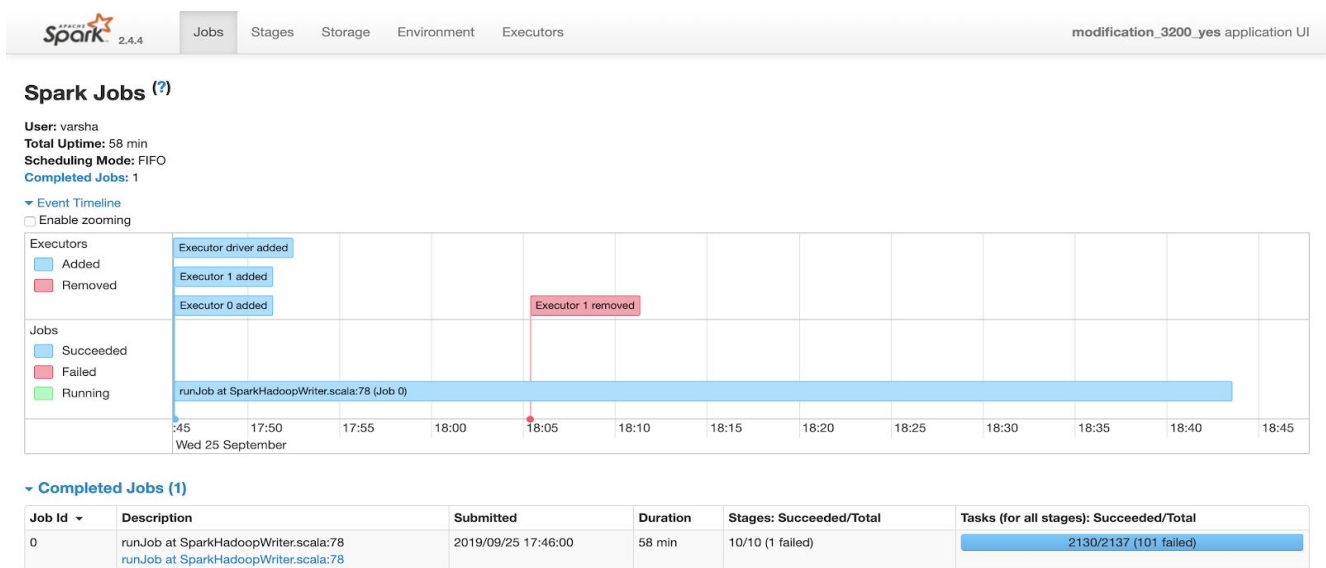 APACHE
Spark 2.4.4 Jobs Stages Storage Environment Executors modification_3200_yes application UI
Spark Jobs (?)
User: varsha
Total Uptime: 58 min
Scheduling Mode: FIFO
Completed Jobs: 1
Event Timeline
Enable zooming
Executors
Added
Removed
Executor driver added
Executor 1 added
Executor 0 added
Executor 1 removed
Jobs
Succeeded
Failed
Running
runJob at SparkHadoopWriter.scala:78 (Job 0)
:45 17:50 17:55 18:00 18:05 18:10 18:15 18:20 18:25 18:30 18:35 18:40 18:45
Wed 25 September
Completed Jobs (1)
Job Id Description Submitted Duration Stages: Succeeded/Total Tasks (for all stages): Succeeded/Total
0 runJob at SparkHadoopWriter.scala:78 2019/09/25 17:46:00 58 min 10/10 (1 failed) 2130/2137 (101 failed)
runJob at SparkHadoopWriter.scala:78